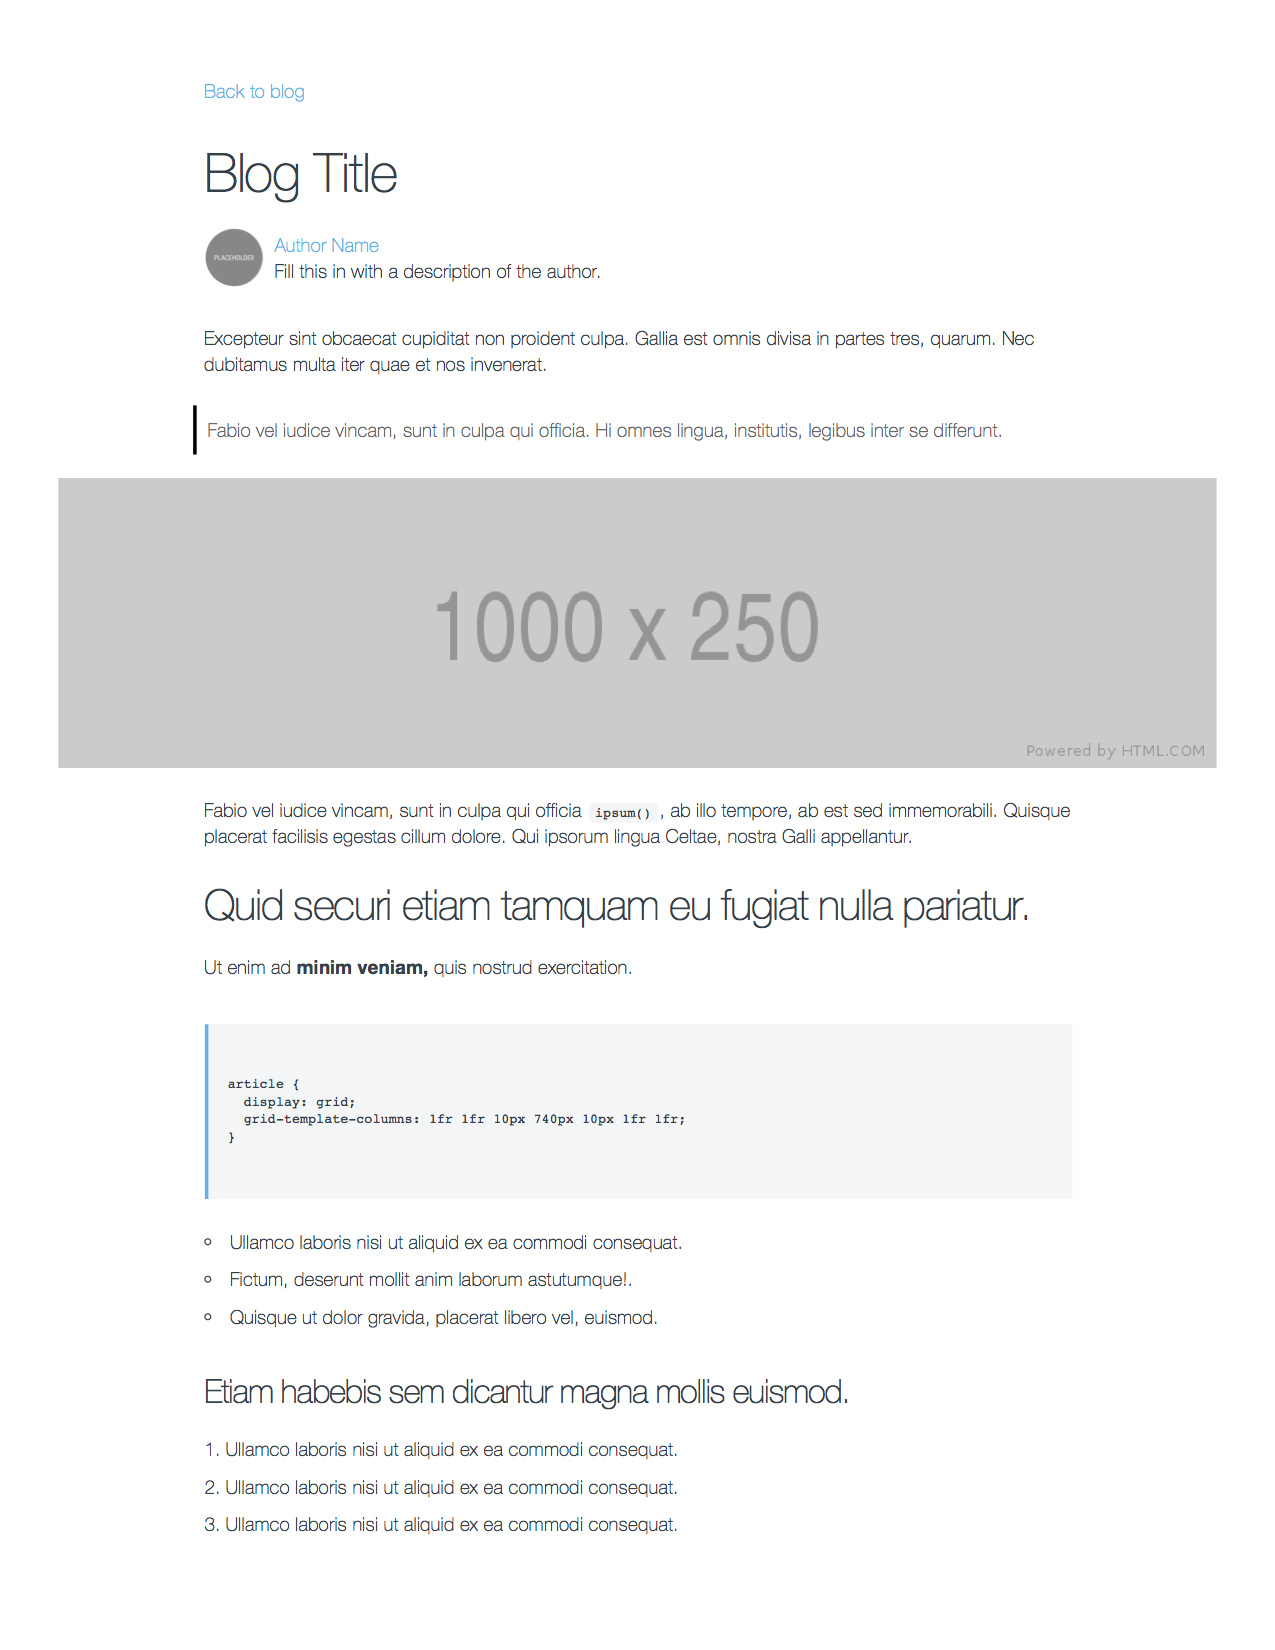 Back to blog
Blog Title
PLACEHOLDER
Author Name
Fill this in with a description of the author.
Excepteur sint obcaecat cupiditat non proident culpa. Gallia est omnis divisa in partes tres, quarum. Nec
dubitamus multa iter quae et nos invenerat.
Fabio vel iudice vincam, sunt in culpa qui officia. Hi omnes lingua, institutis, legibus inter se differunt.
1000 x 250
Powered by HTML.COM
Fabio vel iudice vincam, sunt in culpa qui officia ipsum() , ab illo tempore, ab est sed immemorabili. Quisque
placerat facilisis egestas cillum dolore. Qui ipsorum lingua Celtae, nostra Galli appellantur.
Quid securi etiam tamquam eu fugiat nulla pariatur.
Ut enim ad minim veniam, quis nostrud exercitation.
article {
  display: grid;
  grid-template-columns: 1fr 1fr 10px 740px 10px 1fr 1fr;
}
Ullamco laboris nisi ut aliquid ex ea commodi consequat.
Fictum, deserunt mollit anim laborum astutumque!.
Quisque ut dolor gravida, placerat libero vel, euismod.
Etiam habebis sem dicantur magna mollis euismod.
1. Ullamco laboris nisi ut aliquid ex ea commodi consequat.
2. Ullamco laboris nisi ut aliquid ex ea commodi consequat.
3. Ullamco laboris nisi ut aliquid ex ea commodi consequat.